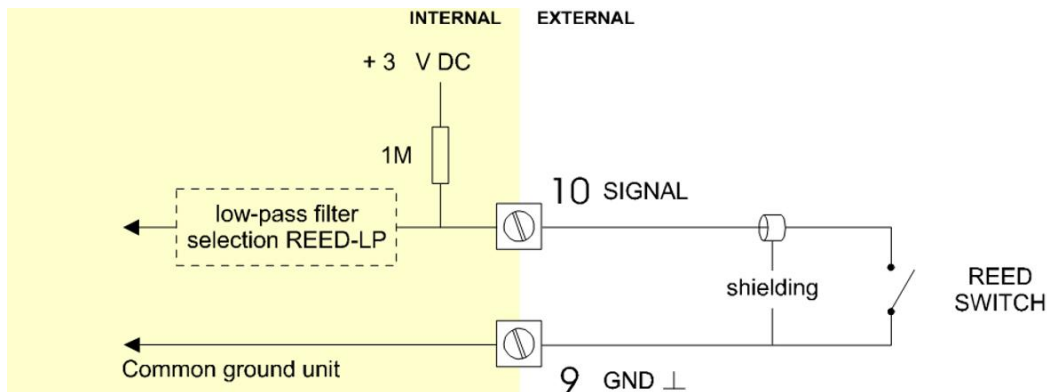 INTERNAL EXTERNAL
+ 3 V DC
1M
10 SIGNAL
low-pass filter
selection REED-LP
shielding
REED
SWITCH
Common ground unit
9 GND ⊥